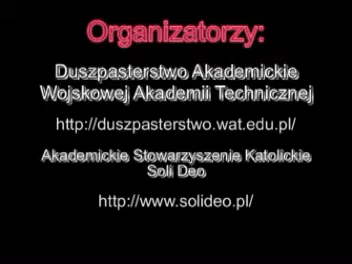 Organizatorzy:
Duszpasterstwo Akademickie
Wojskowej Akademii Technicznej
http://duszpasterstwo.wat.edu.pl/
Akademickie Stowarzyszenie Katolickie
Soli Deo
http://www.solideo.pl/